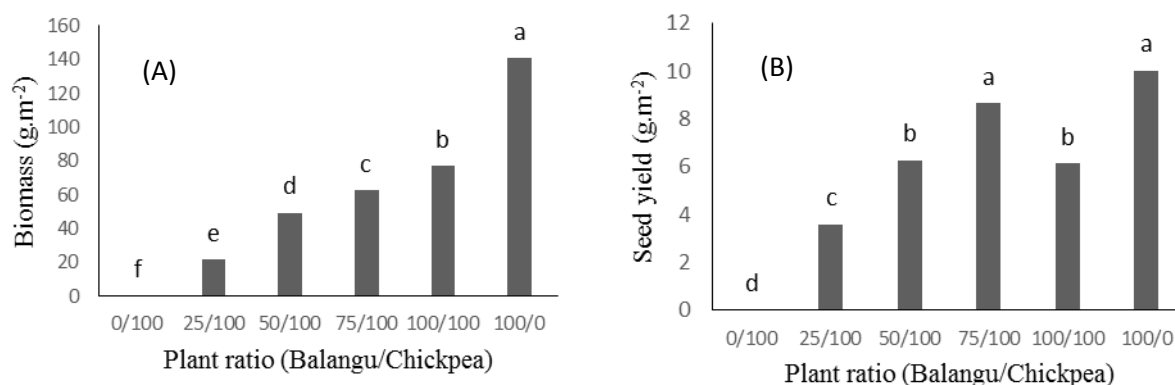 (A)
Biomass (g.m⁻²)
160
140
120
100
80
60
40
20
0
f
e
d
c
b
a
0/100 25/100 50/100 75/100 100/100 100/0
Plant ratio (Balangu/Chickpea)
(B)
Seed yield (g.m⁻²)
12
10
8
6
4
2
0
d
c
b
a
b
a
0/100 25/100 50/100 75/100 100/100 100/0
Plant ratio (Balangu/Chickpea)